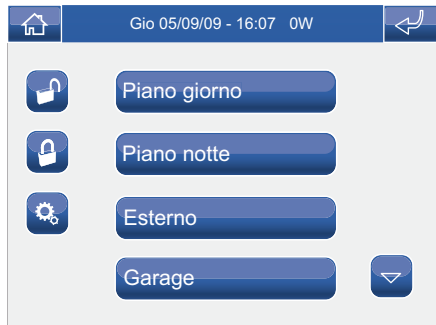 Gio 05/09/09 - 16:07 0W
Piano giorno
Piano notte
Esterno
Garage